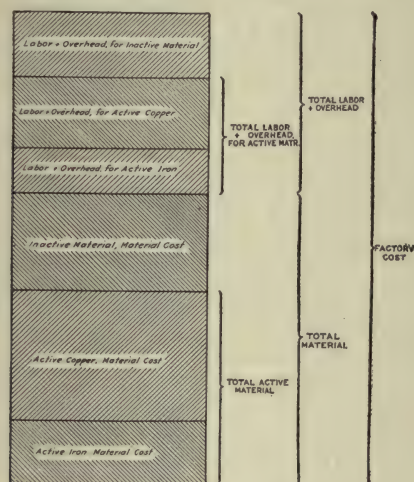 Labor + Overhead, for Inactive Material
Labor + Overhead, for Active Copper
Labor + Overhead, for Active Iron
Inactive Material, Material Cost
Active Copper, Material Cost
Active Iron Material Cost
TOTAL LABOR
+ OVERHEAD,
FOR ACTIVE MATR.
TOTAL ACTIVE
MATERIAL
TOTAL LABOR
+ OVERHEAD
TOTAL
MATERIAL
FACTORY
COST